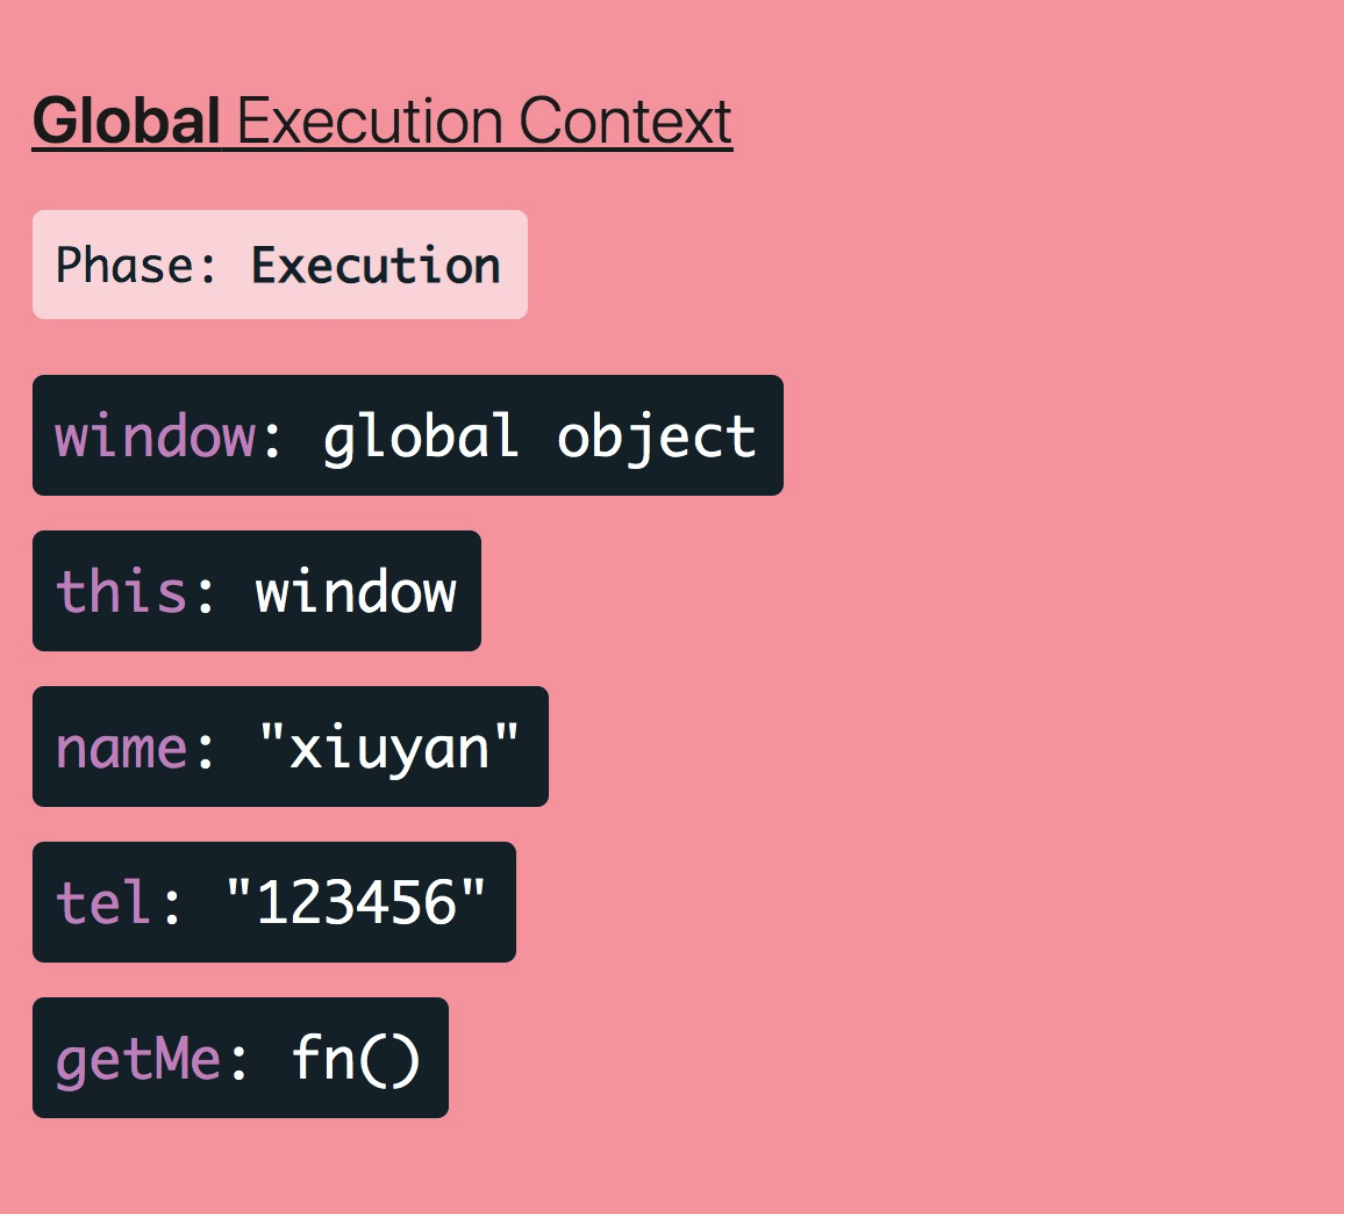 Global Execution Context
Phase: Execution
window: global object
this: window
name: "xiuyan"
tel: "123456"
getMe: fn()